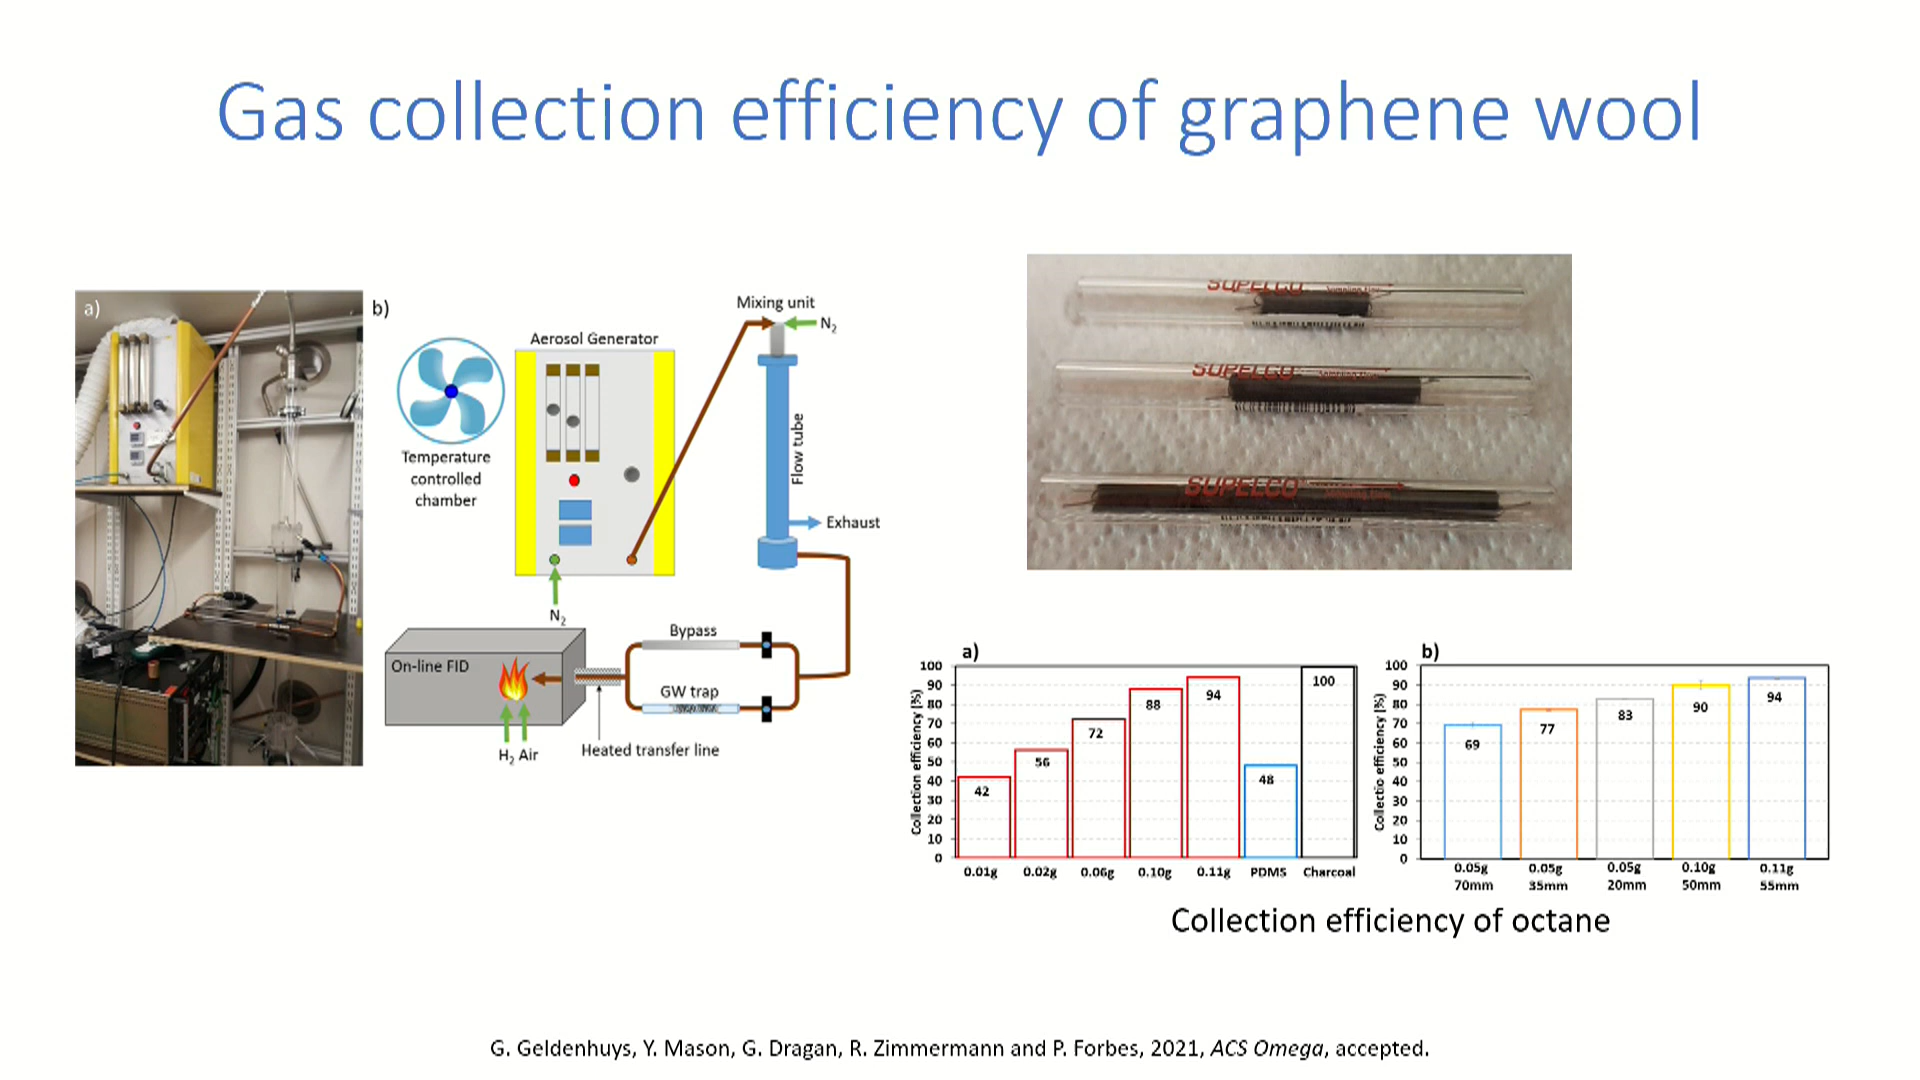 Gas collection efficiency of graphene wool
a)
b)
Temperature
controlled
chamber
Aerosol Generator
N2
Mixing unit
N2
Flow tube
Exhaust
On-line FID
H2 Air
Bypass
GW trap
Heated transfer line
SUPELCO
SUPELCO
SUPELCO
a)
Collection efficiency (%)
100
90
80
70
60
50
40
30
20
10
0
42
56
72
88
94
48
100
0.01g 0.02g 0.06g 0.10g 0.11g PDMS Charcoal
b)
Collectio efficiency (%)
100
90
80
70
60
50
40
30
20
10
0
69
77
83
90
94
0.05g 0.05g 0.05g 0.10g 0.11g
70mm 35mm 20mm 50mm 55mm
Collection efficiency of octane
G. Geldenhuys, Y. Mason, G. Dragan, R. Zimmermann and P. Forbes, 2021, ACS Omega, accepted.